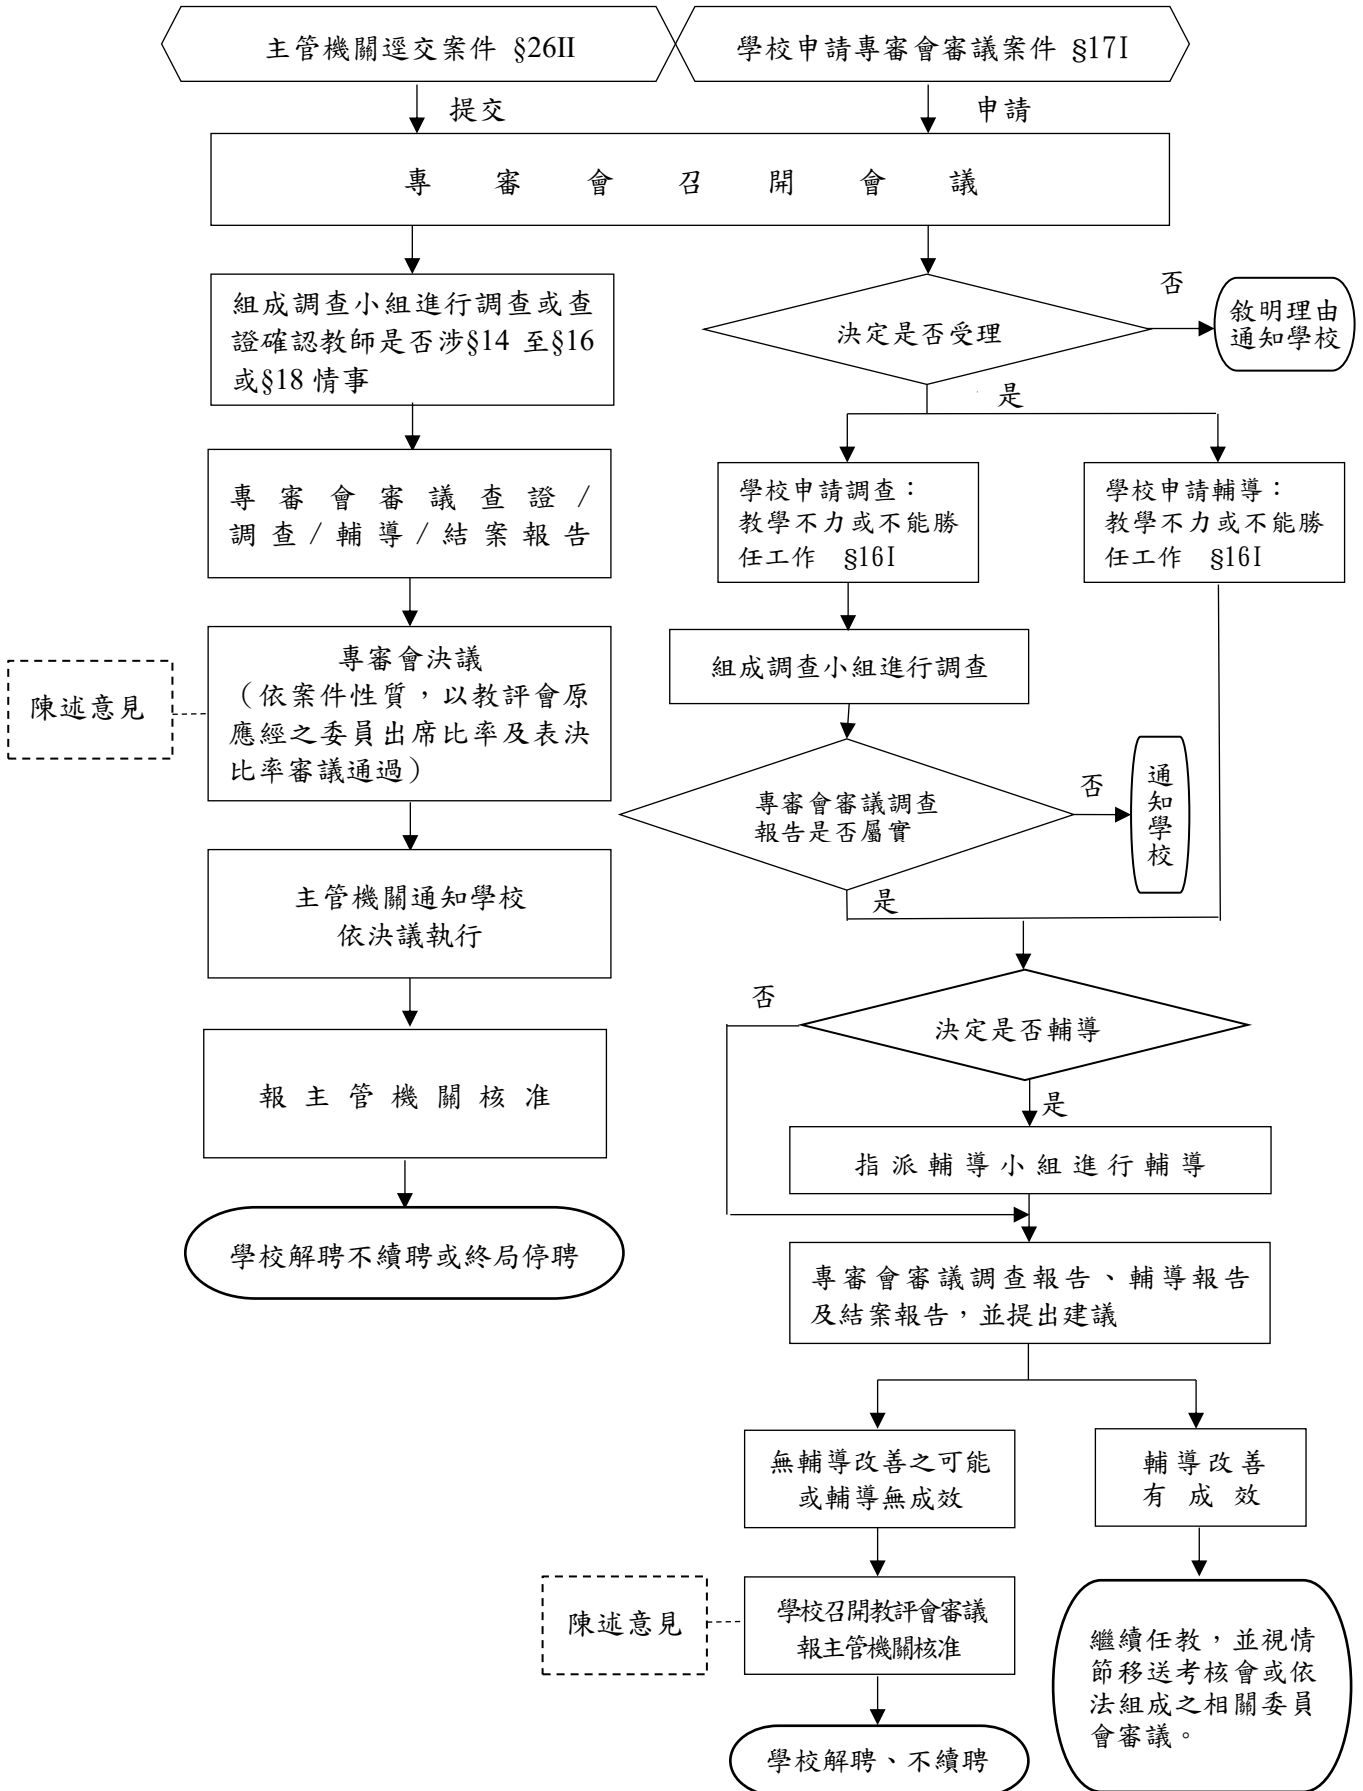 主管機關逕交案件 §26II
學校申請專審會審議案件 §17I
提交
申請
專審會召開會議
組成調查小組進行調查或查
證確認教師是否涉§14 至§16
或§18 情事
決定是否受理
否
敘明理由
通知學校
是
專審會審議查證/
調查/輔導/結案報告
學校申請調查：
教學不力或不能勝
任工作 §16I
學校申請輔導：
教學不力或不能勝
任工作 §16I
陳述意見
專審會決議
（依案件性質，以教評會原
應經之委員出席比率及表決
比率審議通過）
組成調查小組進行調查
專審會審議調查
報告是否屬實
否
通知學校
是
主管機關通知學校
依決議執行
決定是否輔導
否
是
報主管機關核准
指派輔導小組進行輔導
學校解聘不續聘或終局停聘
專審會審議調查報告、輔導報告
及結案報告，並提出建議
無輔導改善之可能
或輔導無成效
輔導改善
有成效
陳述意見
學校召開教評會審議
報主管機關核准
繼續任教，並視情
節移送考核會或依
法組成之相關委員
會審議。
學校解聘、不續聘